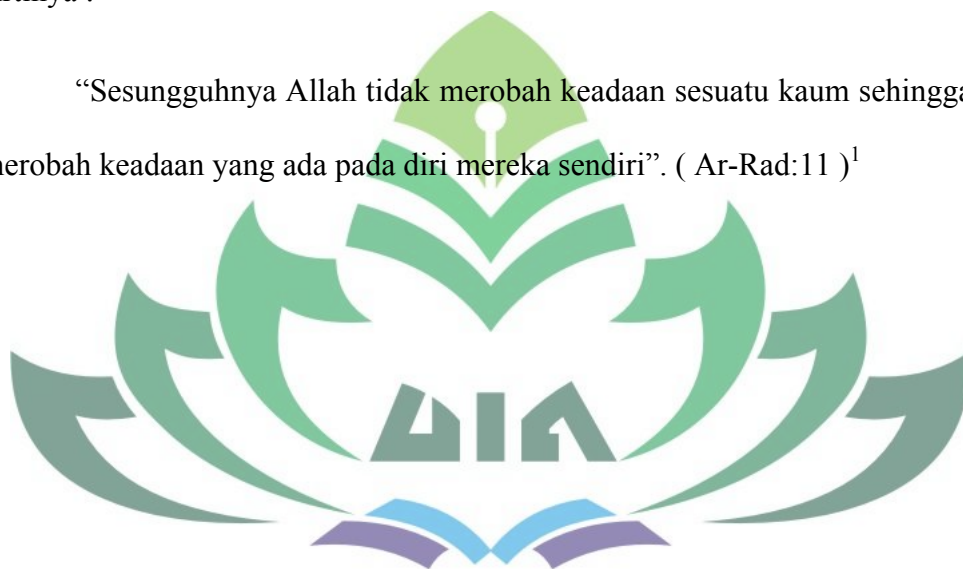 “Sesungguhnya Allah tidak merobah keadaan sesuatu kaum sehingga
merobah keadaan yang ada pada diri mereka sendiri”. ( Ar-Rad:11 )1
UIN